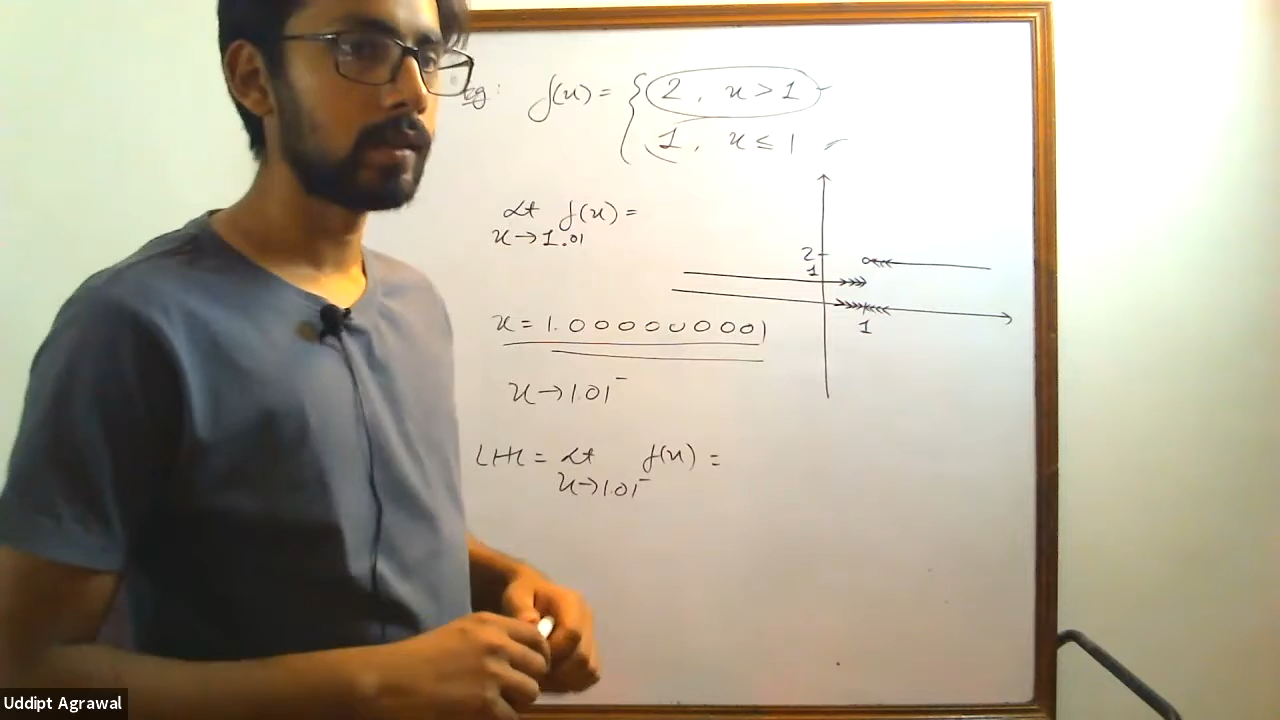 eg: f(x) = { 2, x > 1
1, x ≤ 1
Lt f(x) =
x → 1.01
2
1
1
x = 1.000000001
x → 1.01⁻
LHL = Lt f(x) =
x → 1.01⁻
Uddipt Agrawal